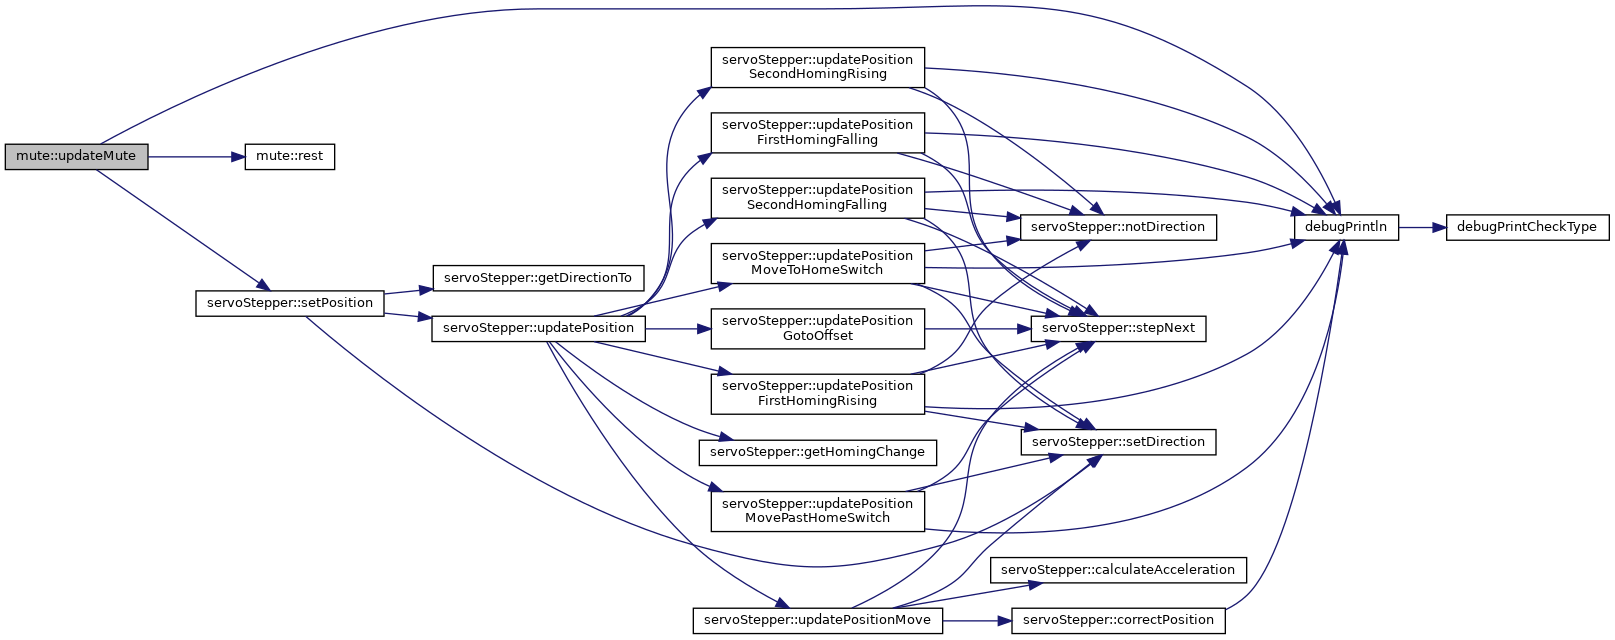 mute::updateMute
mute::rest
servoStepper::setPosition
servoStepper::getDirectionTo
servoStepper::updatePosition
servoStepper::updatePosition
SecondHomingRising
servoStepper::updatePosition
FirstHomingFalling
servoStepper::updatePosition
SecondHomingFalling
servoStepper::updatePosition
MoveToHomeSwitch
servoStepper::updatePosition
GotoOffset
servoStepper::updatePosition
FirstHomingRising
servoStepper::getHomingChange
servoStepper::updatePosition
MovePastHomeSwitch
servoStepper::updatePositionMove
servoStepper::notDirection
servoStepper::stepNext
servoStepper::setDirection
servoStepper::calculateAcceleration
servoStepper::correctPosition
debugPrintln
debugPrintCheckType